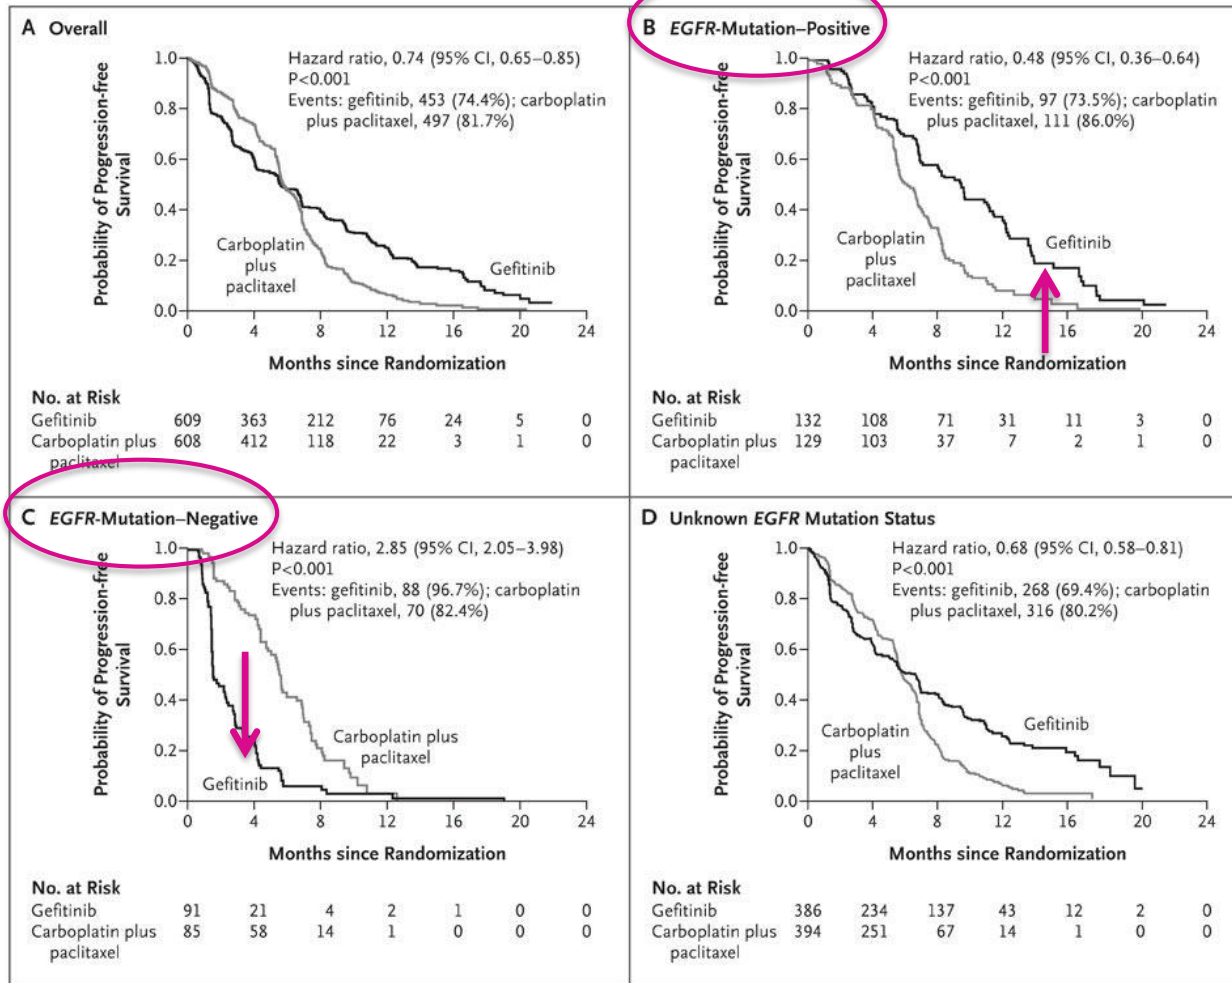 A Overall
Hazard ratio, 0.74 (95% CI, 0.65–0.85)
P<0.001
Events: gefitinib, 453 (74.4%); carboplatin
plus paclitaxel, 497 (81.7%)
Probability of Progression-free
Survival
1.0
0.8
0.6
0.4
0.2
0.0
Carboplatin
plus
paclitaxel
Gefitinib
0 4 8 12 16 20 24
Months since Randomization
No. at Risk
Gefitinib 609 363 212 76 24 5 0
Carboplatin plus 608 412 118 22 3 1 0
paclitaxel
B EGFR-Mutation–Positive
Hazard ratio, 0.48 (95% CI, 0.36–0.64)
P<0.001
Events: gefitinib, 97 (73.5%); carboplatin
plus paclitaxel, 111 (86.0%)
Probability of Progression-free
Survival
1.0
0.8
0.6
0.4
0.2
0.0
Carboplatin
plus
paclitaxel
Gefitinib
0 4 8 12 16 20 24
Months since Randomization
No. at Risk
Gefitinib 132 108 71 31 11 3 0
Carboplatin plus 129 103 37 7 2 1 0
paclitaxel
C EGFR-Mutation–Negative
Hazard ratio, 2.85 (95% CI, 2.05–3.98)
P<0.001
Events: gefitinib, 88 (96.7%); carboplatin
plus paclitaxel, 70 (82.4%)
Probability of Progression-free
Survival
1.0
0.8
0.6
0.4
0.2
0.0
Carboplatin plus
paclitaxel
Gefitinib
0 4 8 12 16 20 24
Months since Randomization
No. at Risk
Gefitinib 91 21 4 2 1 0 0
Carboplatin plus 85 58 14 1 0 0 0
paclitaxel
D Unknown EGFR Mutation Status
Hazard ratio, 0.68 (95% CI, 0.58–0.81)
P<0.001
Events: gefitinib, 268 (69.4%); carboplatin
plus paclitaxel, 316 (80.2%)
Probability of Progression-free
Survival
1.0
0.8
0.6
0.4
0.2
0.0
Carboplatin
plus
paclitaxel
Gefitinib
0 4 8 12 16 20 24
Months since Randomization
No. at Risk
Gefitinib 386 234 137 43 12 2 0
Carboplatin plus 394 251 67 14 1 0 0
paclitaxel